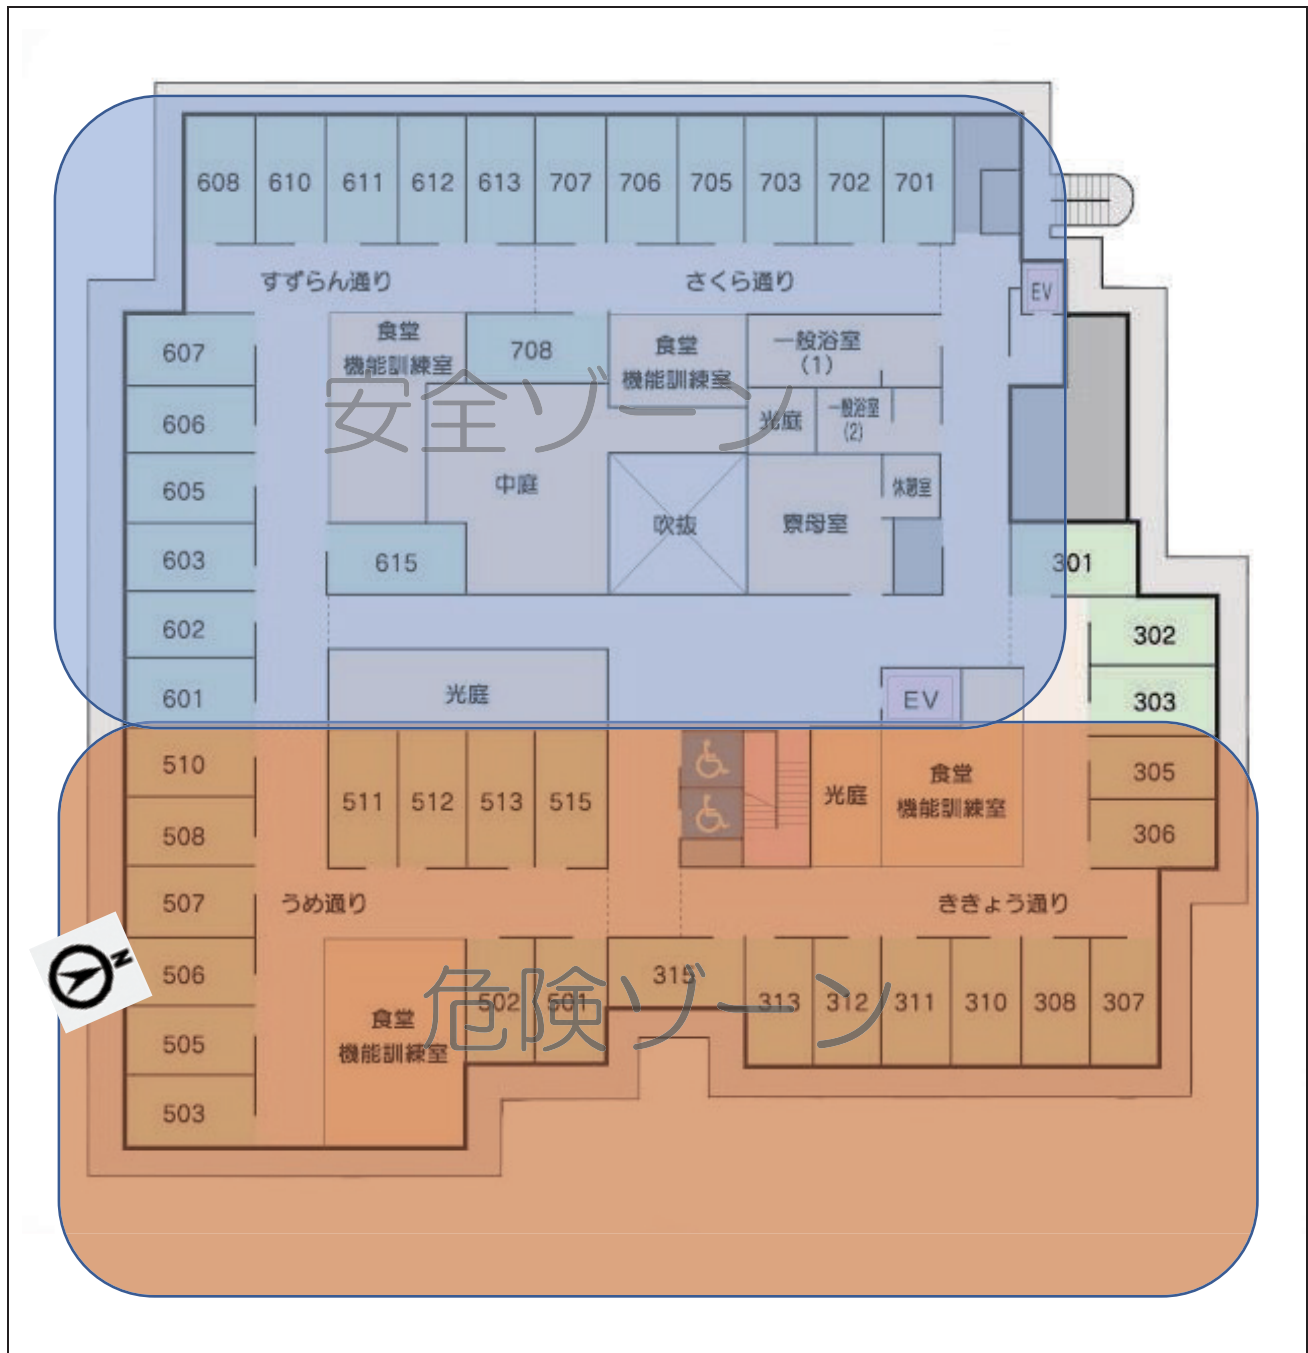 608 610 611 612 613 707 706 705 703 702 701
すずらん通り さくら通り
EV
607
食堂
機能訓練室
708
食堂
機能訓練室
一般浴室
(1)
安全ゾーン
606
光庭
一般浴室
(2)
605
中庭
休憩室
吹抜
寮母室
603
615
301
602
302
601
光庭
EV
303
510
511 512 513 515
光庭
食堂
機能訓練室
305
508
306
507
うめ通り
ききょう通り
N
506
危険ゾーン
502 501
315
313 312 311 310 308 307
食堂
機能訓練室
505
503